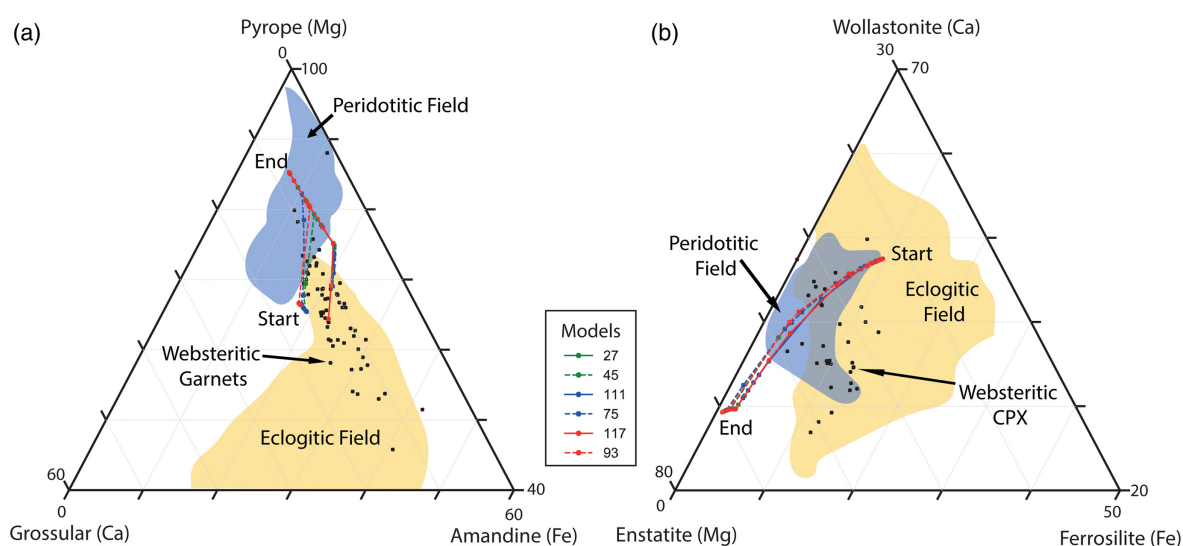 (a)
Pyrope (Mg)
0
100
Peridotitic Field
End
Start
Websteritic
Garnets
Eclogitic Field
60
0
40
60
Grossular (Ca)
Amandine (Fe)
Models
27
45
111
75
117
93
(b)
Wollastonite (Ca)
30
70
Peridotitic
Field
Start
Eclogitic
Field
Websteritic
CPX
End
80
0
20
50
Enstatite (Mg)
Ferrosilite (Fe)